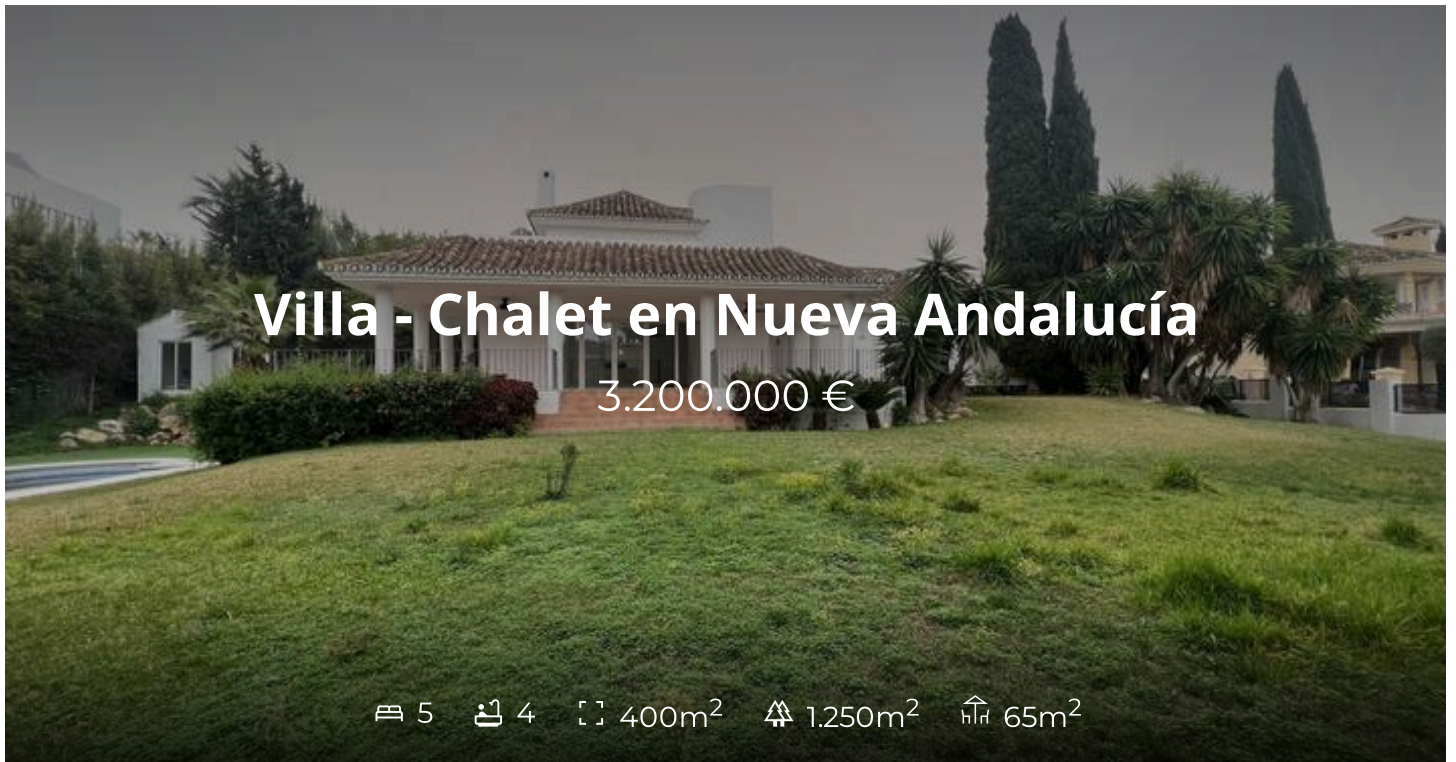 Villa - Chalet en Nueva Andalucía
3.200.000 €
5 4 400m² 1.250m² 65m²